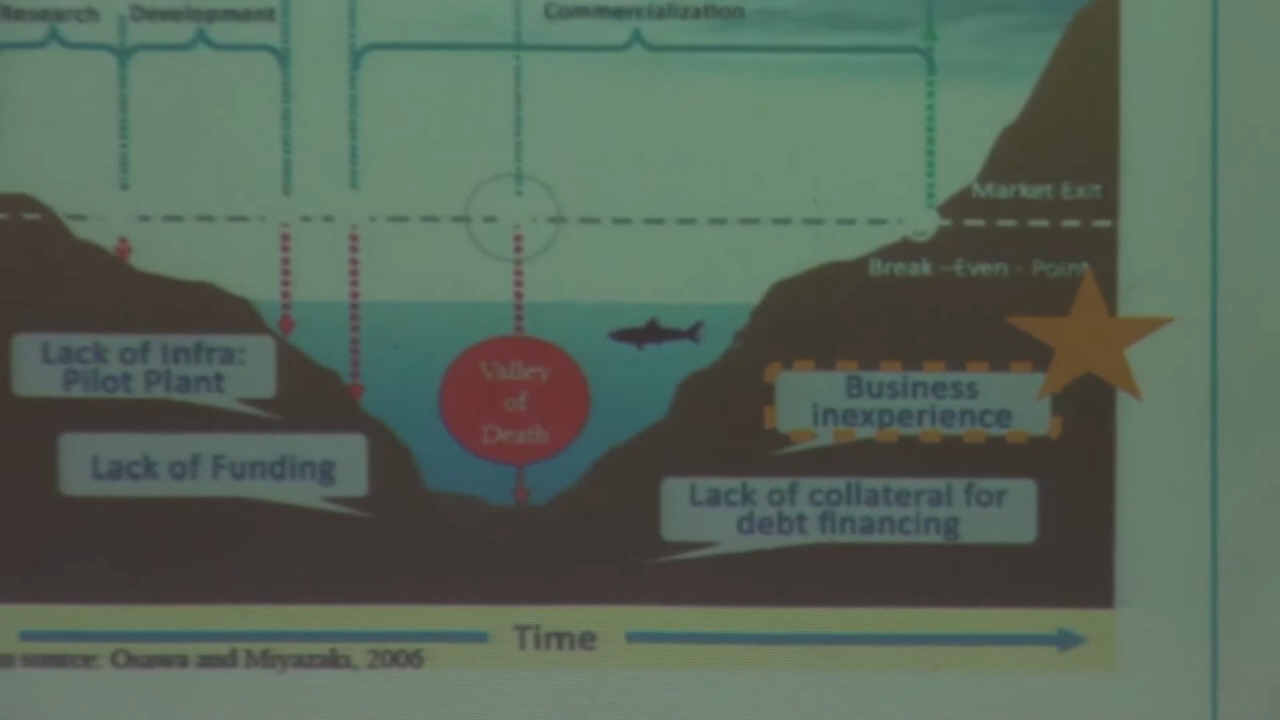 Research
Development
Commercialization
Market Exit
Break -Even - Point
Lack of Infra:
Pilot Plant
Valley
of
Death
Business
inexperience
Lack of Funding
Lack of collateral for
debt financing
Time
source: Osawa and Miyazaki, 2006